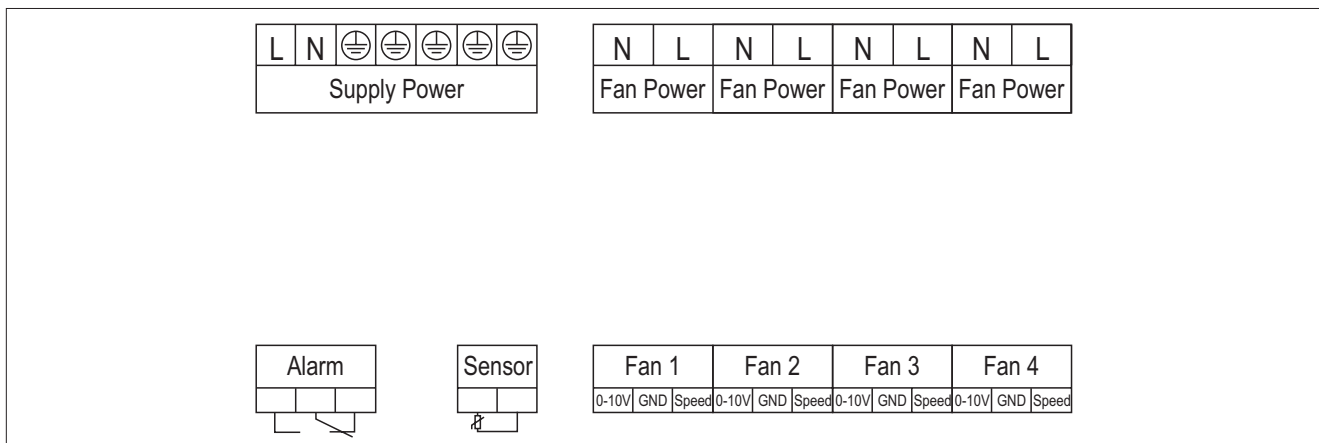 L N N L N L N L N L
Supply Power Fan Power Fan Power Fan Power Fan Power
Alarm Sensor Fan 1 Fan 2 Fan 3 Fan 4
0-10V GND Speed 0-10V GND Speed 0-10V GND Speed 0-10V GND Speed